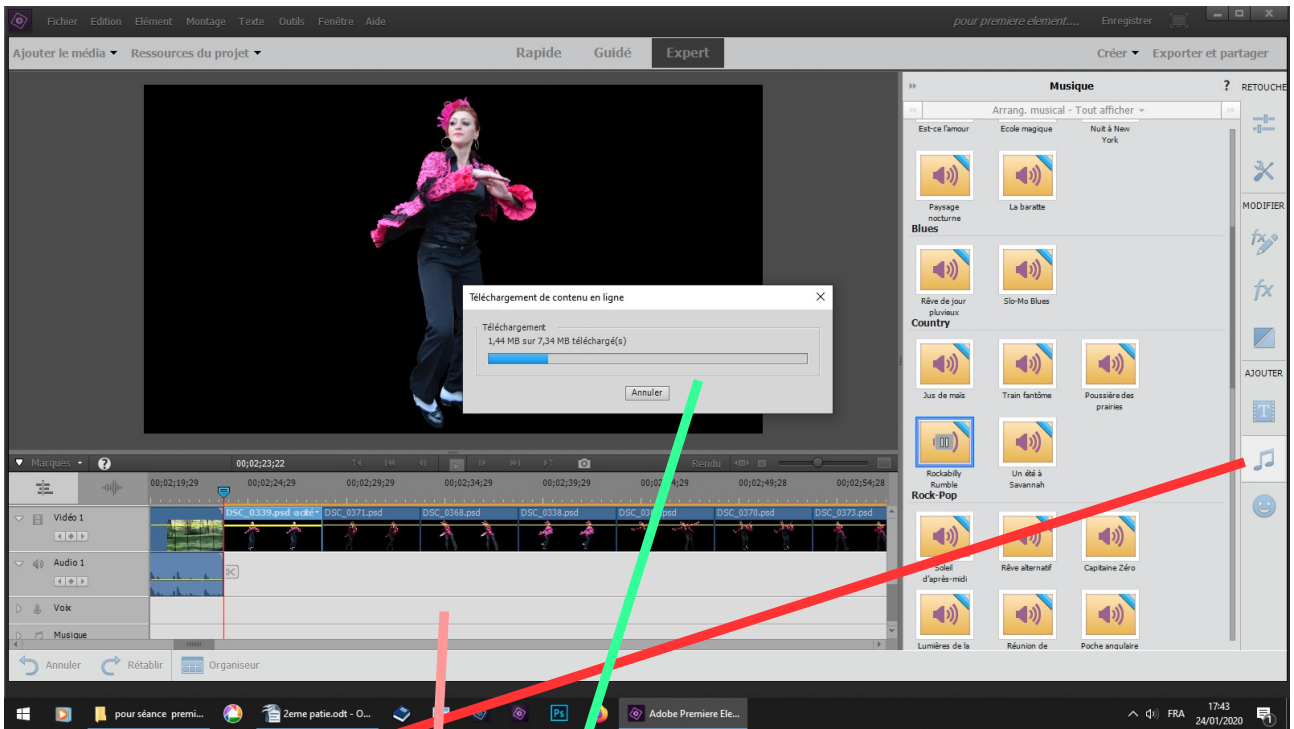 Fichier Edition Elément Montage Texte Outils Fenêtre Aide pour premiere element.... Enregistrer
Ajouter le média Ressources du projet Rapide Guidé Expert Créer Exporter et partager
Musique ? RETOUCHE
Arrang. musical - Tout afficher
Est-ce l'amour Ecole magique Nuit à New York
Paysage nocturne La baratte
MODIFIER
Blues
Rêve de jour pluvieux Slo-Mo Blues
Country
Jus de maïs Train fantôme Poussière des prairies
AJOUTER
Rockabilly Rumble Un été à Savannah
Rock-Pop
Soleil d'après-midi Rêve alternatif Capitaine Zéro
Lumières de la Réunion de Poche angulaire
Téléchargement de contenu en ligne
Téléchargement
1,44 MB sur 7,34 MB téléchargé(s)
Annuler
Marques ? 00;02;23;22 Rendu
00;02;19;29 00;02;24;29 00;02;29;29 00;02;34;29 00;02;39;29 00;02;49;29 00;02;54;28
Vidéo 1 DSC_0339.psd DSC_0371.psd DSC_0368.psd DSC_0338.psd DSC_0370.psd DSC_0373.psd
Audio 1
Voix
Musique
Annuler Rétablir Organiseur
pour séance premi... 2eme patie.odt - O... Ps Adobe Premiere Ele... FRA 17:43
24/01/2020